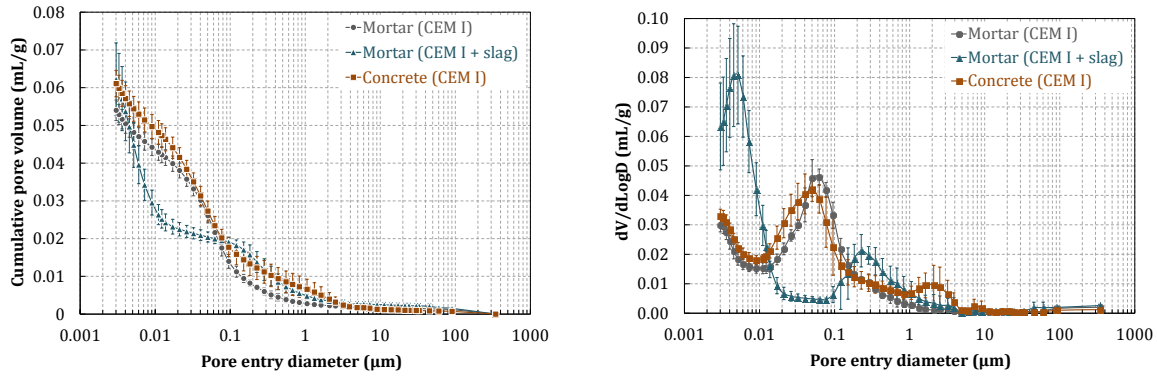 0.08
0.07
0.06
0.05
0.04
0.03
0.02
0.01
0
Cumulative pore volume (mL/g)
Mortar (CEM I)
Mortar (CEM I + slag)
Concrete (CEM I)
0.001 0.01 0.1 1 10 100 1000
Pore entry diameter (µm)
0.10
0.09
0.08
0.07
0.06
0.05
0.04
0.03
0.02
0.01
0.00
dV/dLogD (mL/g)
Mortar (CEM I)
Mortar (CEM I + slag)
Concrete (CEM I)
0.001 0.01 0.1 1 10 100 1000
Pore entry diameter (µm)